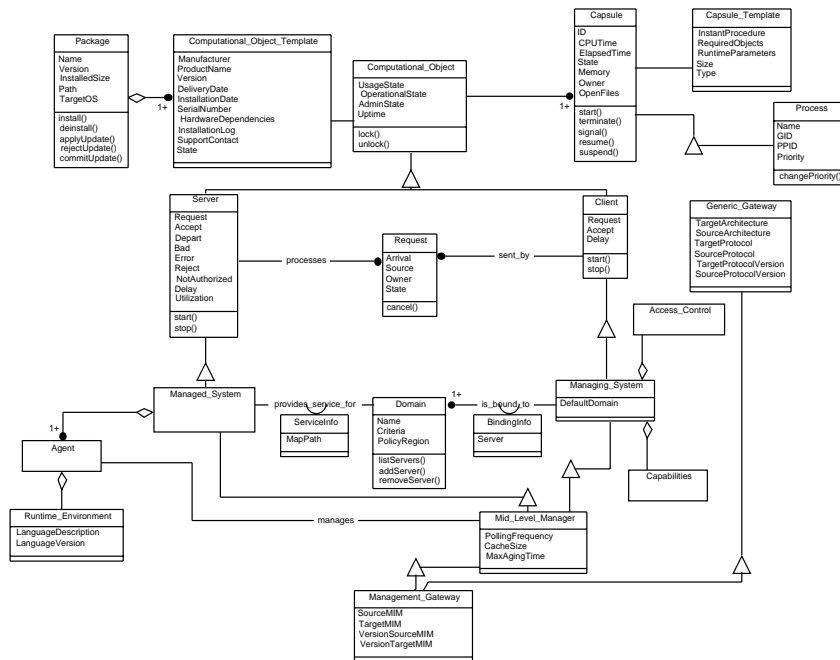 Package
Name
Version
InstalledSize
Path
TargetOS
install()
deinstall()
applyUpdate()
rejectUpdate()
commitUpdate()
1+
Computational_Object_Template
Manufacturer
ProductName
Version
DeliveryDate
InstallationDate
SerialNumber
HardwareDependencies
InstallationLog
SupportContact
State
Computational_Object
UsageState
OperationalState
AdminState
Uptime
lock()
unlock()
1+
Capsule
ID
CPUTime
ElapsedTime
State
Memory
Owner
OpenFiles
start()
terminate()
signal()
resume()
suspend()
Capsule_Template
InstantProcedure
RequiredObjects
RuntimeParameters
Size
Type
Process
Name
GID
PPID
Priority
changePriority()
Server
Request
Accept
Depart
Bad
Error
Reject
NotAuthorized
Delay
Utilization
start()
stop()
processes
Request
Arrival
Source
Owner
State
cancel()
sent_by
Client
Request
Accept
Delay
start()
stop()
Generic_Gateway
TargetArchitecture
SourceArchitecture
TargetProtocol
SourceProtocol
TargetProtocolVersion
SourceProtocolVersion
Access_Control
Managed_System
provides_service_for
ServiceInfo
MapPath
Domain
Name
Criteria
PolicyRegion
listServers()
addServer()
removeServer()
1+
is_bound_to
BindingInfo
Server
Managing_System
DefaultDomain
Capabilities
1+
Agent
Runtime_Environment
LanguageDescription
LanguageVersion
manages
Mid_Level_Manager
PollingFrequency
CacheSize
MaxAgingTime
Management_Gateway
SourceMIM
TargetMIM
VersionSourceMIM
VersionTargetMIM